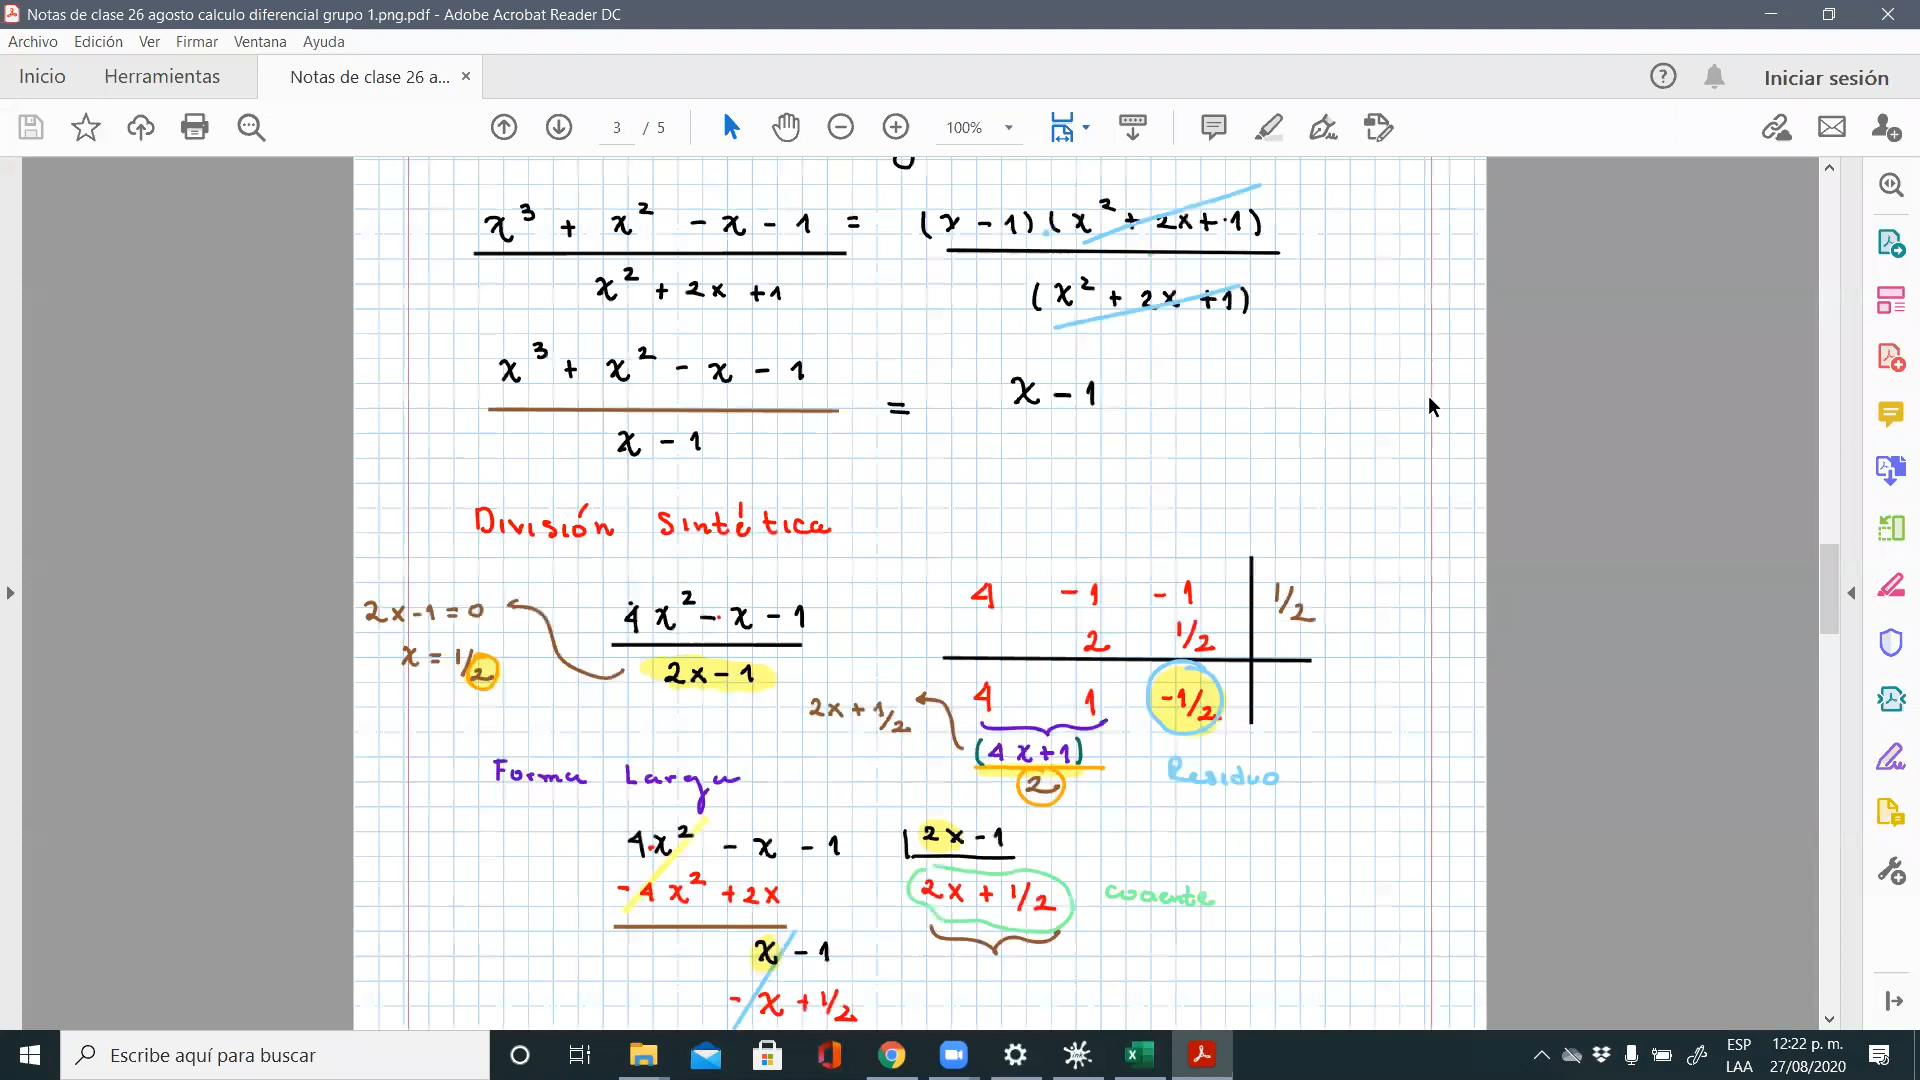 Notas de clase 26 agosto calculo diferencial grupo 1.png.pdf - Adobe Acrobat Reader DC
Archivo Edición Ver Firmar Ventana Ayuda
Inicio Herramientas Notas de clase 26 a... × Iniciar sesión
3 / 5 100%
x³ + x² - x - 1 = (x - 1) (x² + 2x + 1)
x² + 2x + 1 (x² + 2x + 1)
x³ + x² - x - 1 = x - 1
x - 1
División Sintética
2x - 1 = 0 4x² - x - 1 4 -1 -1 1/2
x = 1/2 2x - 1 2 1/2
2x + 1/2 4 1 -1/2
(4x+1)
2
Residuo
Forma Larga
4x² - x - 1 2x - 1
- 4x² + 2x 2x + 1/2 cociente
x - 1
- x + 1/2
Escribe aquí para buscar
ESP
LAA
12:22 p. m.
27/08/2020